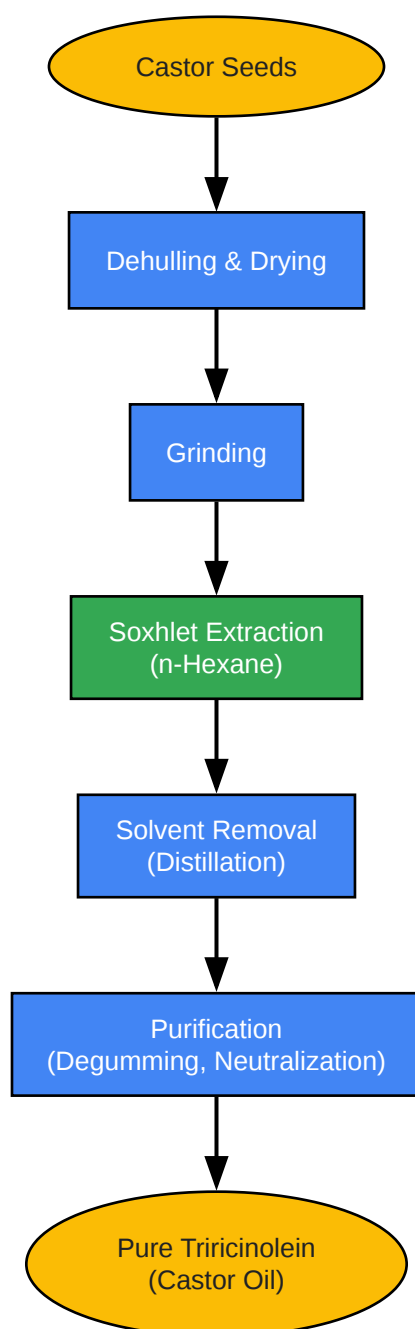 Castor Seeds
Dehulling & Drying
Grinding
Soxhlet Extraction
(n-Hexane)
Solvent Removal
(Distillation)
Purification
(Degumming, Neutralization)
Pure Triricinolein
(Castor Oil)